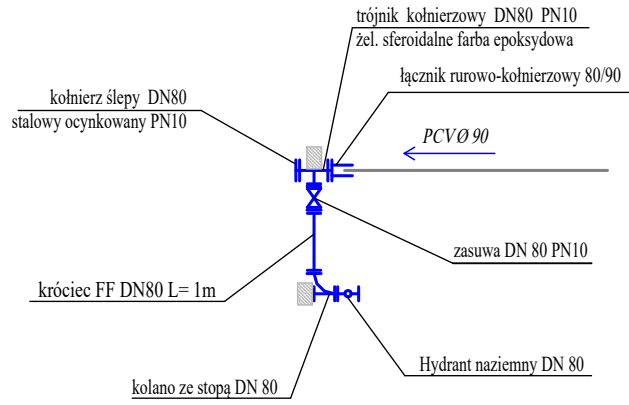 trójnik kołnierzowy DN80 PN10
żel. sferoidalne farba epoksydowa
łącznik rurowo-kołnierzowy 80/90
kołnierz ślepy DN80
stalowy ocynkowany PN10
PCVØ 90
zasuwa DN 80 PN10
króciec FF DN80 L= 1m
Hydrant naziemny DN 80
kolano ze stopą DN 80